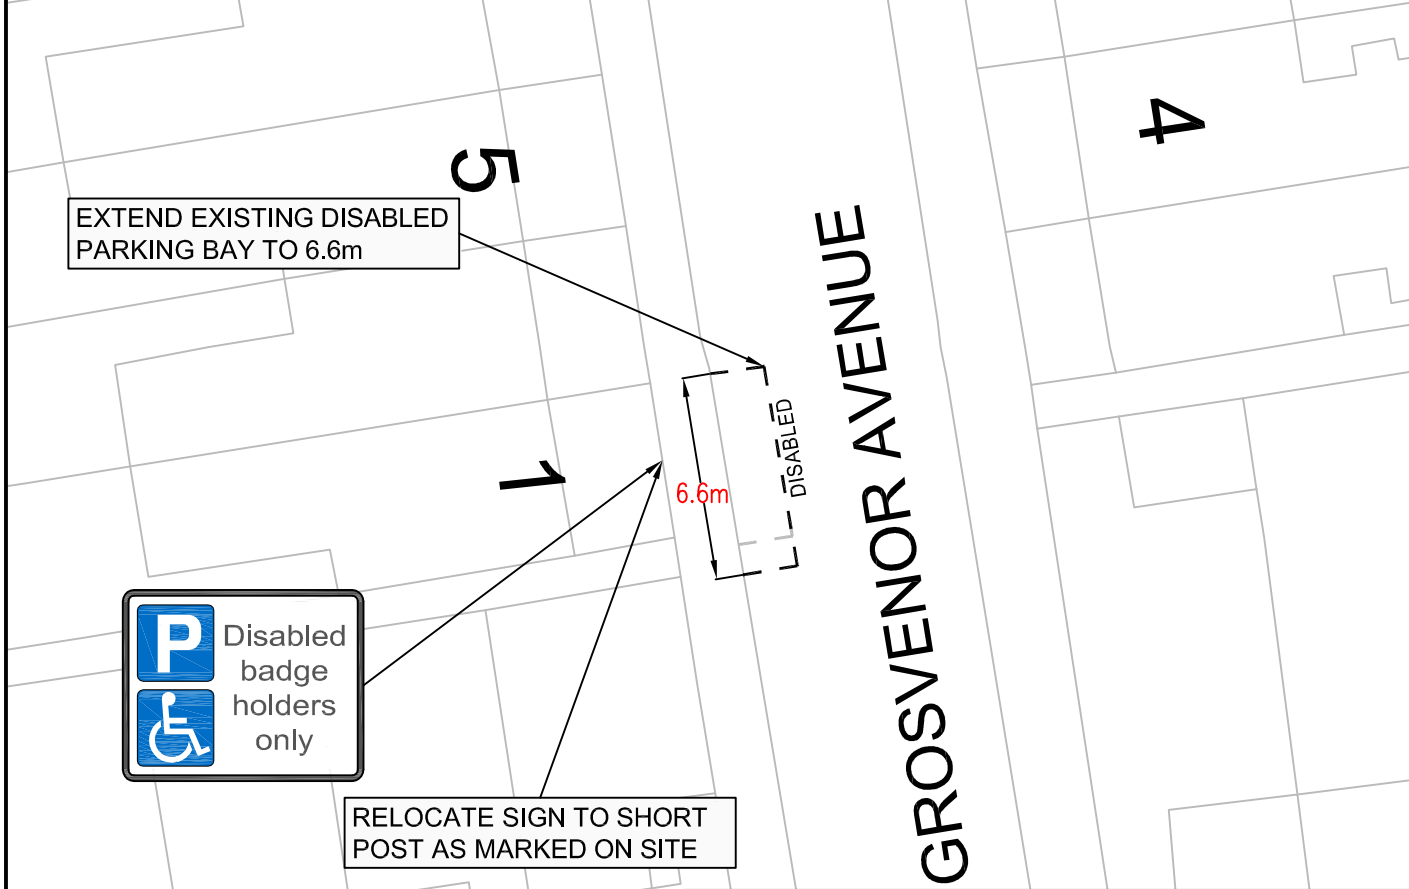 5
4
EXTEND EXISTING DISABLED
PARKING BAY TO 6.6m
GROSVENOR AVENUE
DISABLED
1
6.6m
P
Disabled
badge
holders
only
RELOCATE SIGN TO SHORT
POST AS MARKED ON SITE